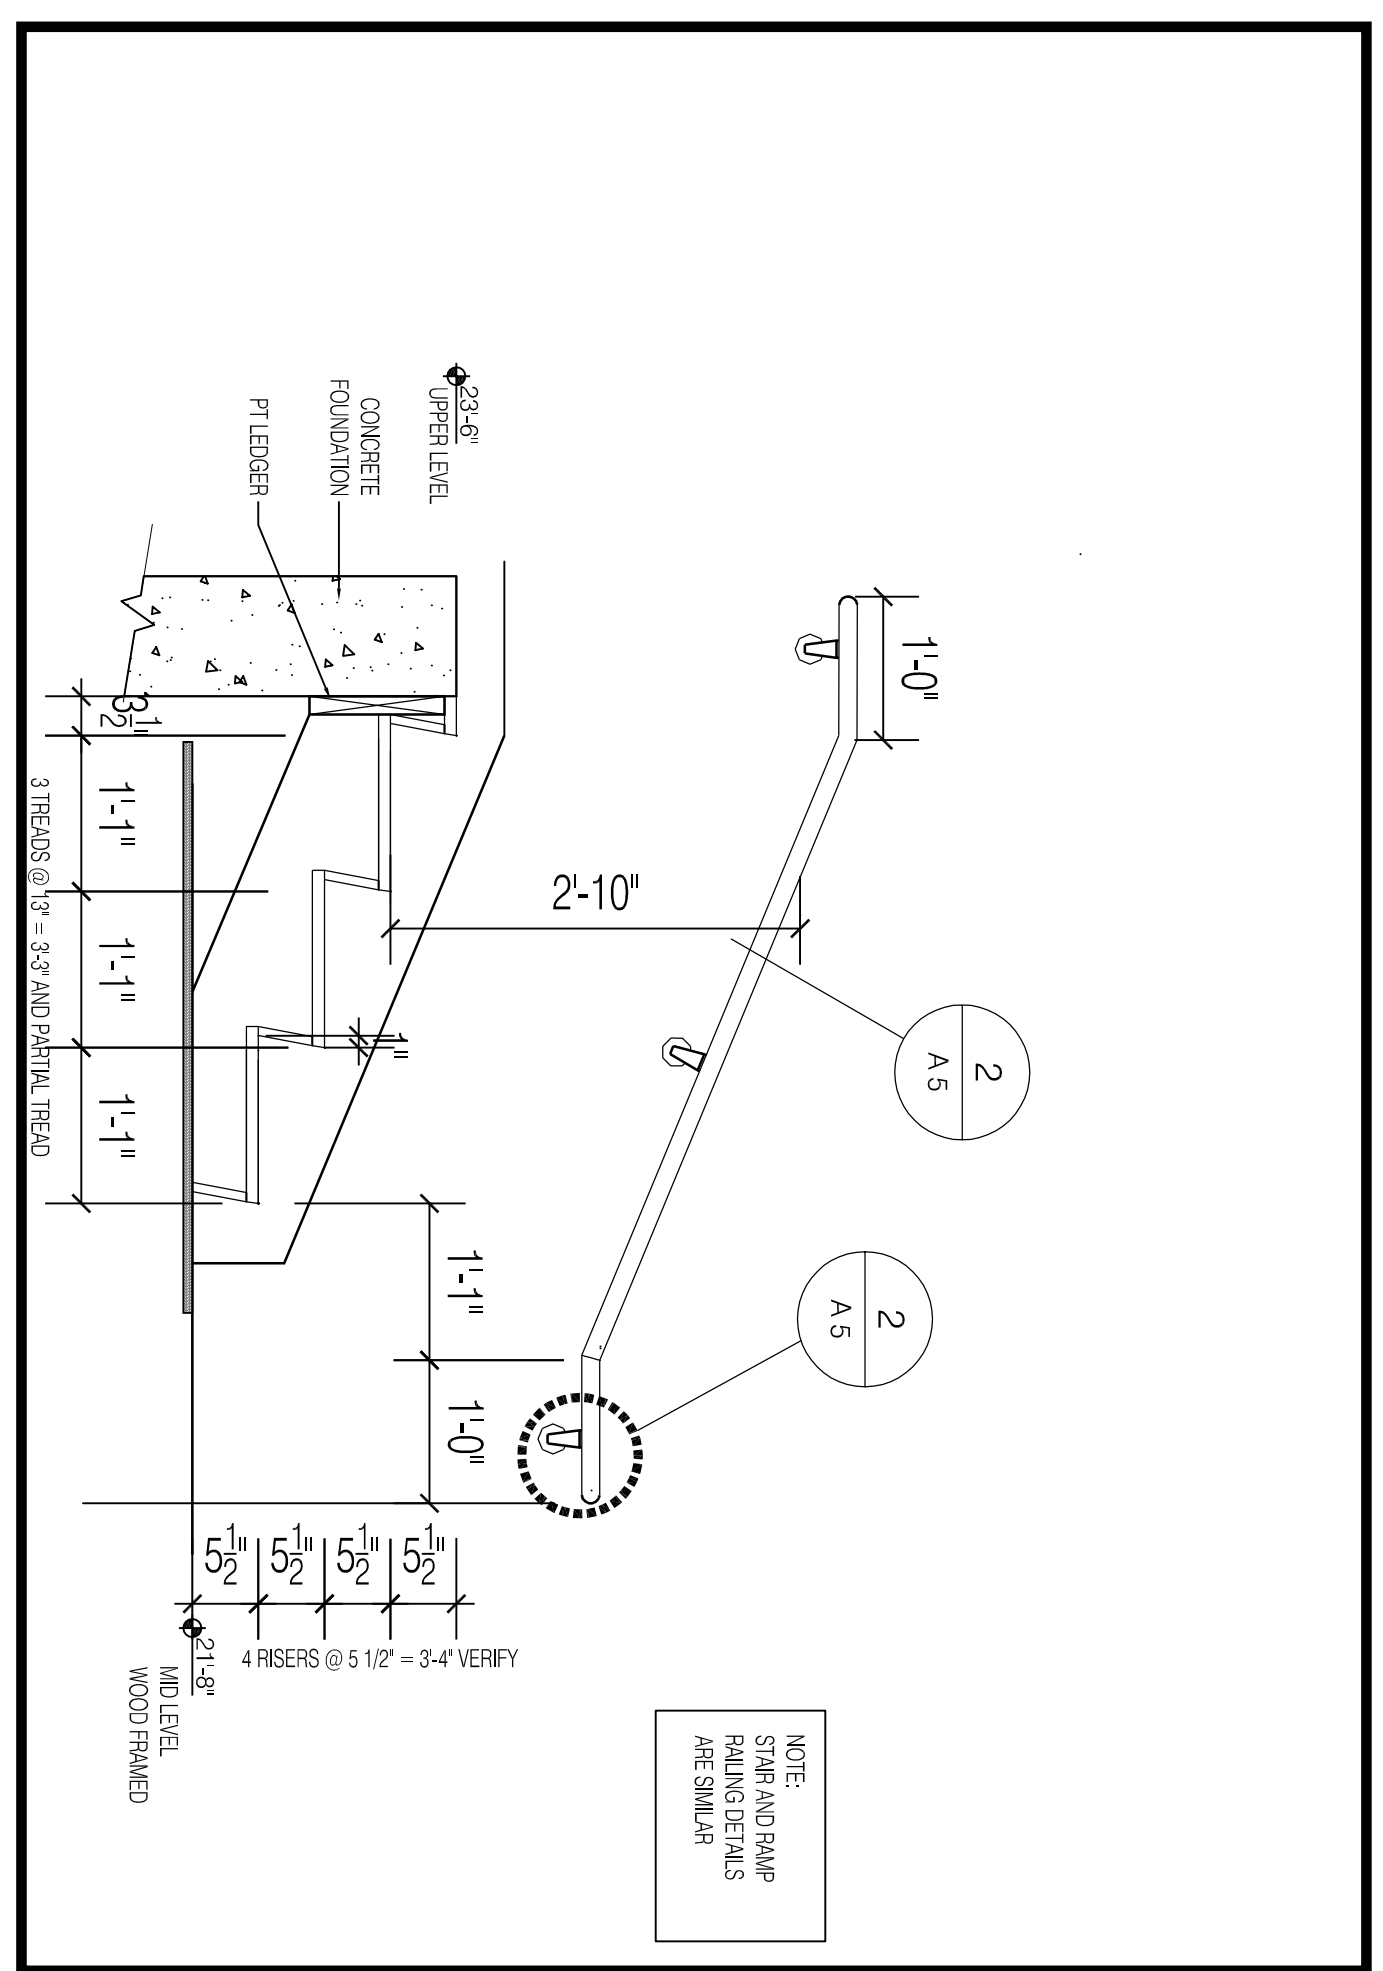 1'-0"
2
A 5
2
A 5
2'-10"
23'-6"
UPPER LEVEL
CONCRETE
FOUNDATION
PT LEDGER
1"
1'-1"
1'-0"
3 1/2"
1'-1"
1'-1"
1'-1"
3 TREADS @ 13" = 3'-3" AND PARTIAL TREAD
5 1/2"
5 1/2"
5 1/2"
5 1/2"
4 RISERS @ 5 1/2" = 3'-4" VERIFY
21'-8"
MID LEVEL
WOOD FRAMED
NOTE:
STAIR AND RAMP
RAILING DETAILS
ARE SIMILAR